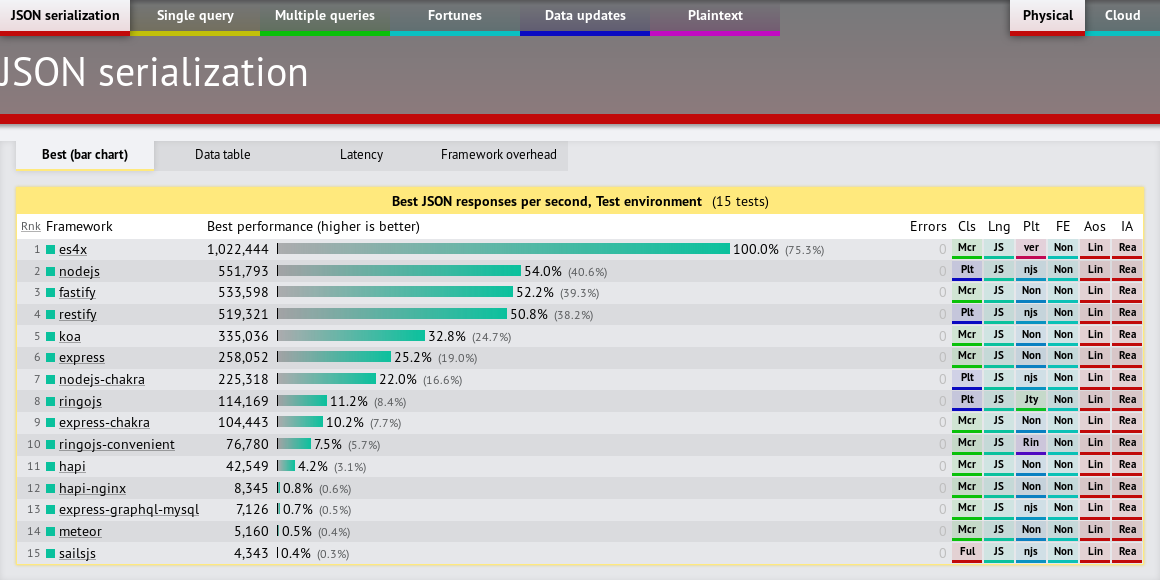 JSON serialization Single query Multiple queries Fortunes Data updates Plaintext Physical Cloud
JSON serialization
Best (bar chart) Data table Latency Framework overhead
Best JSON responses per second, Test environment (15 tests)
Rnk Framework Best performance (higher is better) Errors Cls Lng Plt FE Aos IA
1 es4x 1,022,444 100.0% (75.3%) 0 Mcr JS ver Non Lin Rea
2 nodejs 551,793 54.0% (40.6%) 0 Plt JS njs Non Lin Rea
3 fastify 533,598 52.2% (39.3%) 0 Mcr JS Non Non Lin Rea
4 restify 519,321 50.8% (38.2%) 0 Plt JS njs Non Lin Rea
5 koa 335,036 32.8% (24.7%) 0 Mcr JS Non Non Lin Rea
6 express 258,052 25.2% (19.0%) 0 Mcr JS Non Non Lin Rea
7 nodejs-chakra 225,318 22.0% (16.6%) 0 Plt JS njs Non Lin Rea
8 ringojs 114,169 11.2% (8.4%) 0 Plt JS Jty Non Lin Rea
9 express-chakra 104,443 10.2% (7.7%) 0 Mcr JS Non Non Lin Rea
10 ringojs-convenient 76,780 7.5% (5.7%) 0 Mcr JS Rin Non Lin Rea
11 hapi 42,549 4.2% (3.1%) 0 Mcr JS Non Non Lin Rea
12 hapi-nginx 8,345 0.8% (0.6%) 0 Mcr JS Non Non Lin Rea
13 express-graphql-mysql 7,126 0.7% (0.5%) 0 Mcr JS njs Non Lin Rea
14 meteor 5,160 0.5% (0.4%) 0 Mcr JS Non Non Lin Rea
15 sailsjs 4,343 0.4% (0.3%) 0 Ful JS njs Non Lin Rea